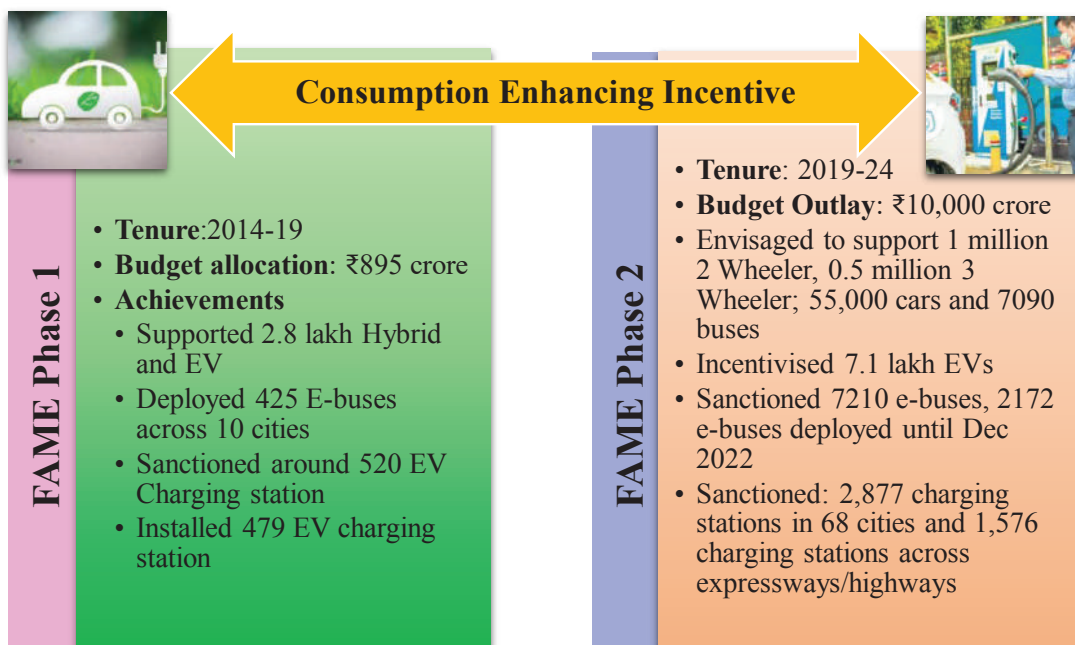 Consumption Enhancing Incentive
FAME Phase 1
• Tenure:2014-19
• Budget allocation: ₹895 crore
• Achievements
• Supported 2.8 lakh Hybrid
and EV
• Deployed 425 E-buses
across 10 cities
• Sanctioned around 520 EV
Charging station
• Installed 479 EV charging
station
FAME Phase 2
• Tenure: 2019-24
• Budget Outlay: ₹10,000 crore
• Envisaged to support 1 million
2 Wheeler, 0.5 million 3
Wheeler; 55,000 cars and 7090
buses
• Incentivised 7.1 lakh EVs
• Sanctioned 7210 e-buses, 2172
e-buses deployed until Dec
2022
• Sanctioned: 2,877 charging
stations in 68 cities and 1,576
charging stations across
expressways/highways